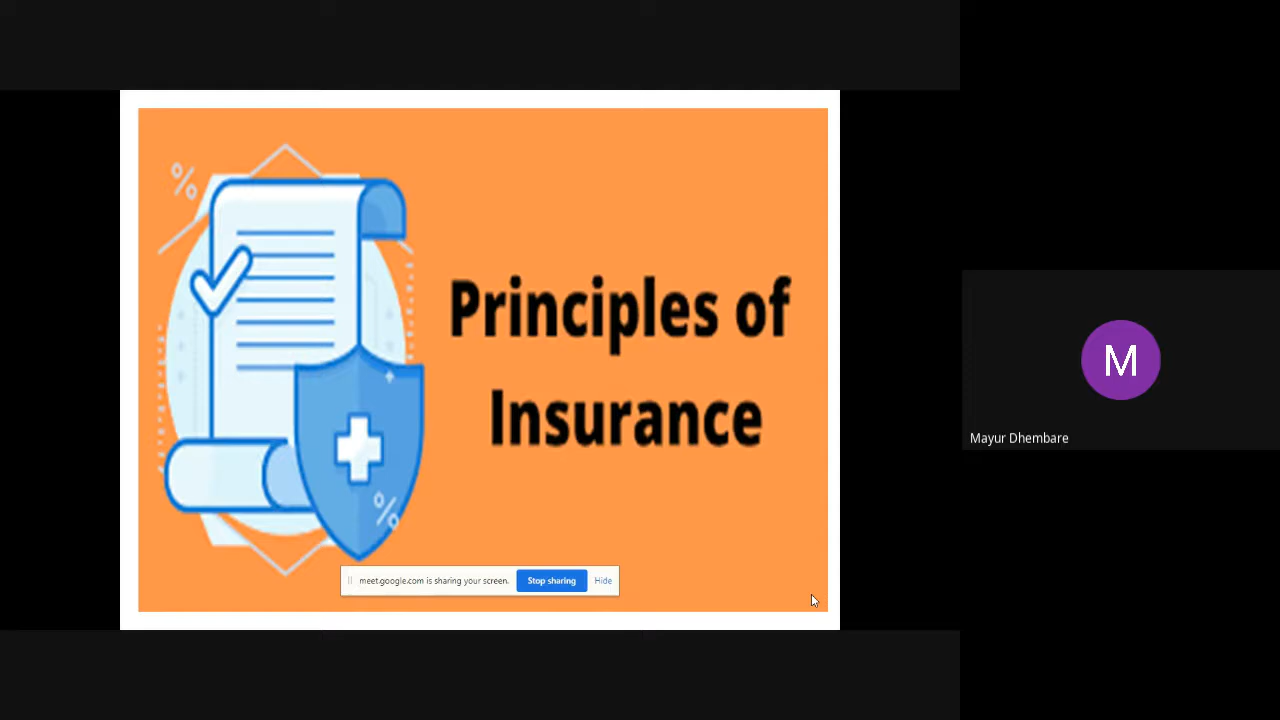 Principles of
Insurance
meet.google.com is sharing your screen. Stop sharing Hide
M
Mayur Dhembare
%
%